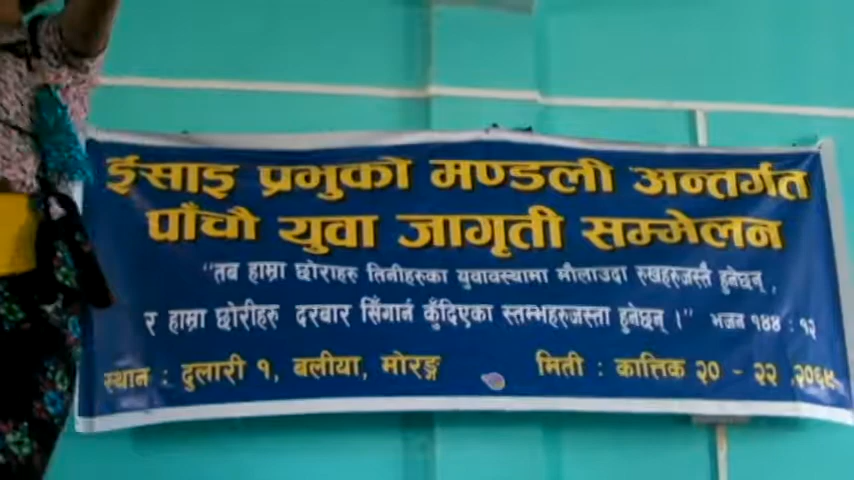 ईसाइ प्रभुको मण्डली अन्तर्गत
पाँचौ युवा जागृती सम्मेलन
"तब हाम्रा छोराहरु तिनीहरुका युवावस्थामा मौलाउदा रुखहरुजस्तै हुनेछन्,
र हाम्रा छोरीहरु दरबार सिँगार्न कुँदिएका स्तम्भहरुजस्ता हुनेछन् ।" भजन १४४ : १२
स्थान : दुलारी १, बलीया, मोरङ्ग मिती : कात्तिक २० - २२, २०६९